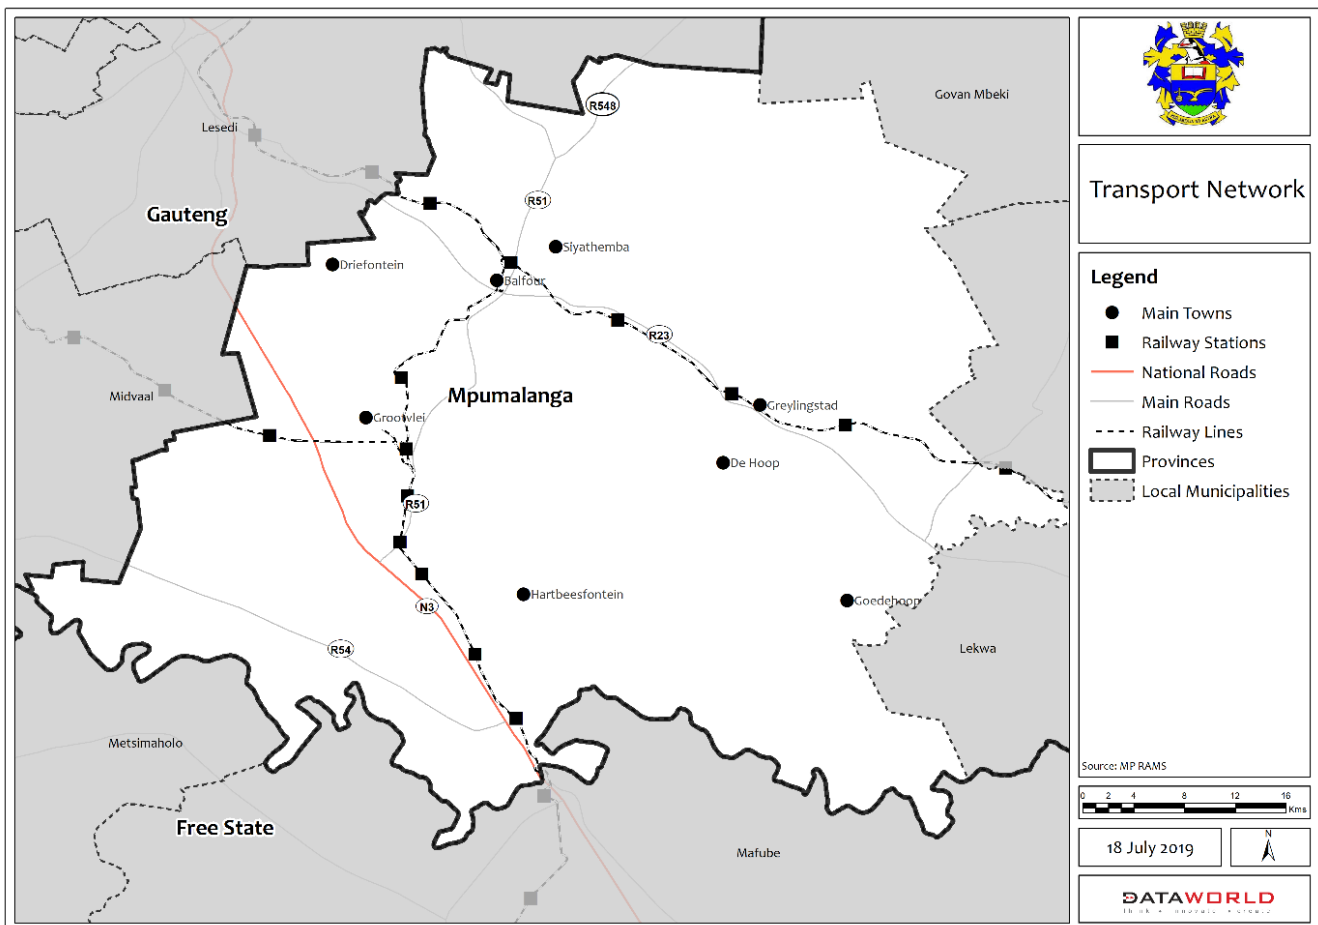 Govan Mbeki
R548
Lesedi
R51
Gauteng
Siyathemba
Driefontein
Balfour
R23
Midvaal
Mpumalanga
Greylingstad
Grootvlei
De Hoop
R51
Hartbeesfontein
Goedehoop
N3
R54
Lekwa
Metsimaholo
Free State
Mafube
Transport Network
Legend
Main Towns
Railway Stations
National Roads
Main Roads
Railway Lines
Provinces
Local Municipalities
Source: MP RAMS
0 2 4 8 12 16
Kms
18 July 2019
N
DATAWORLD